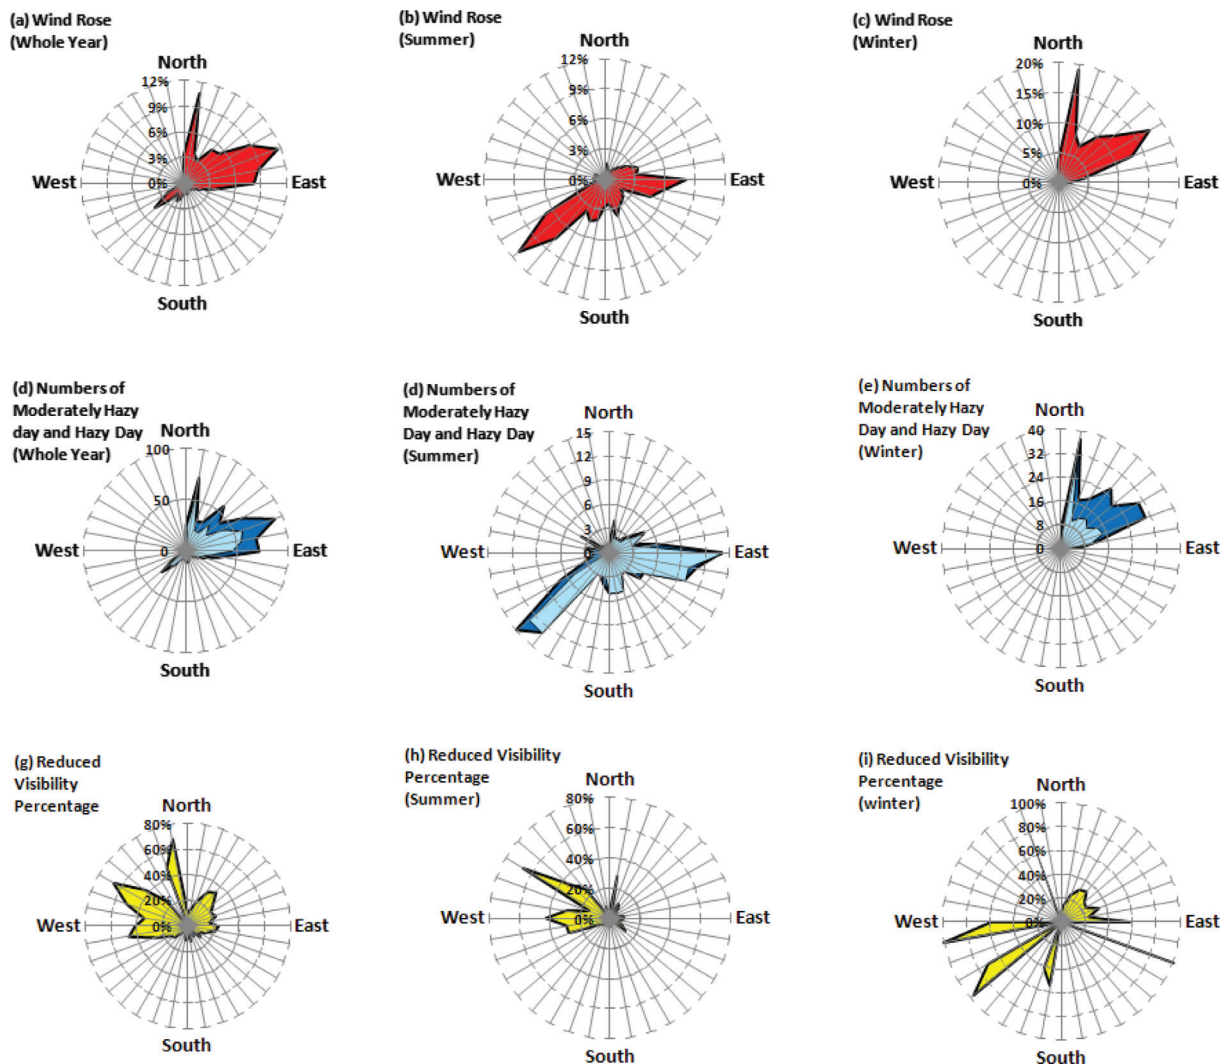 (a) Wind Rose
(Whole Year)
North
12%
9%
6%
3%
0%
West
East
South
(b) Wind Rose
(Summer)
North
12%
9%
6%
3%
0%
West
East
South
(c) Wind Rose
(Winter)
North
20%
15%
10%
5%
0%
West
East
South
(d) Numbers of
Moderately Hazy
day and Hazy Day
(Whole Year)
North
100
50
0
West
East
South
(d) Numbers of
Moderately Hazy
Day and Hazy Day
(Summer)
North
15
12
9
6
3
0
West
East
South
(e) Numbers of
Moderately Hazy
Day and Hazy Day
(Winter)
North
40
32
24
16
8
0
West
East
South
(g) Reduced
Visibility
Percentage
North
80%
60%
40%
20%
0%
West
East
South
(h) Reduced Visibility
Percentage
(Summer)
North
80%
60%
40%
20%
0%
West
East
South
(i) Reduced Visibility
Percentage
(winter)
North
100%
80%
60%
40%
20%
0%
West
East
South